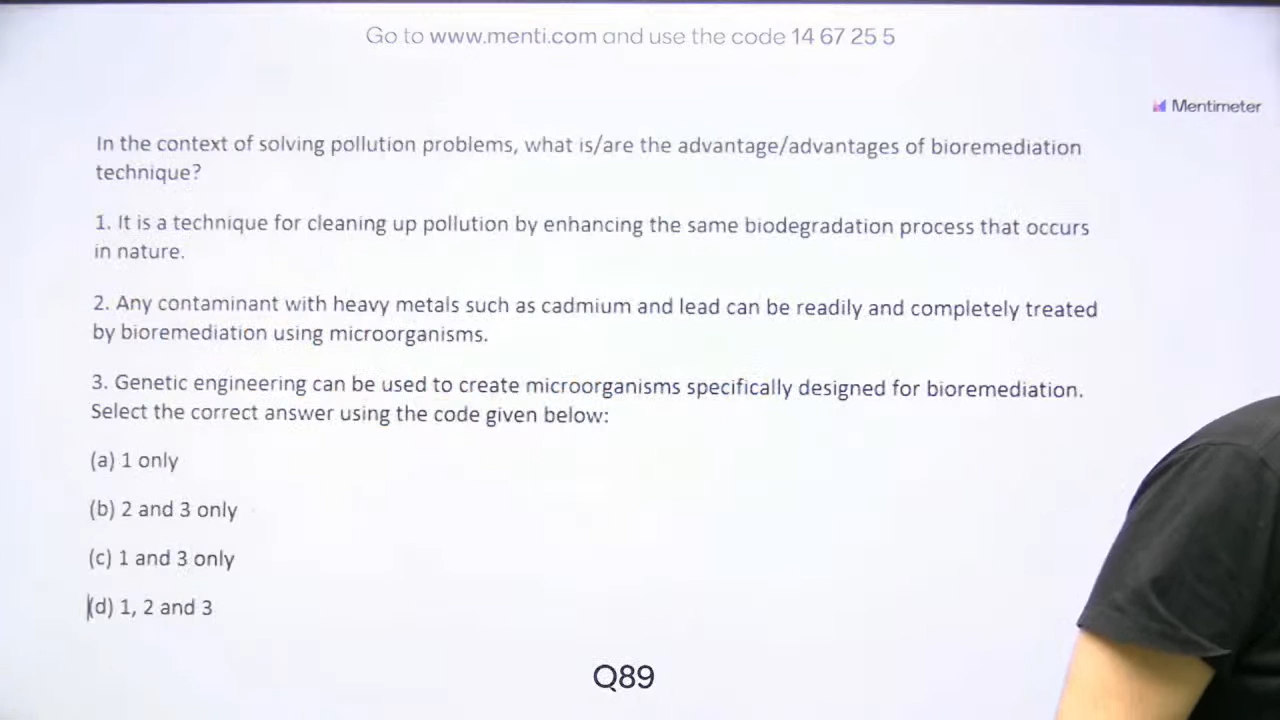 Go to www.menti.com and use the code 14 67 25 5
Mentimeter
In the context of solving pollution problems, what is/are the advantage/advantages of bioremediation
technique?
1. It is a technique for cleaning up pollution by enhancing the same biodegradation process that occurs
in nature.
2. Any contaminant with heavy metals such as cadmium and lead can be readily and completely treated
by bioremediation using microorganisms.
3. Genetic engineering can be used to create microorganisms specifically designed for bioremediation.
Select the correct answer using the code given below:
(a) 1 only
(b) 2 and 3 only
(c) 1 and 3 only
(d) 1, 2 and 3
Q89